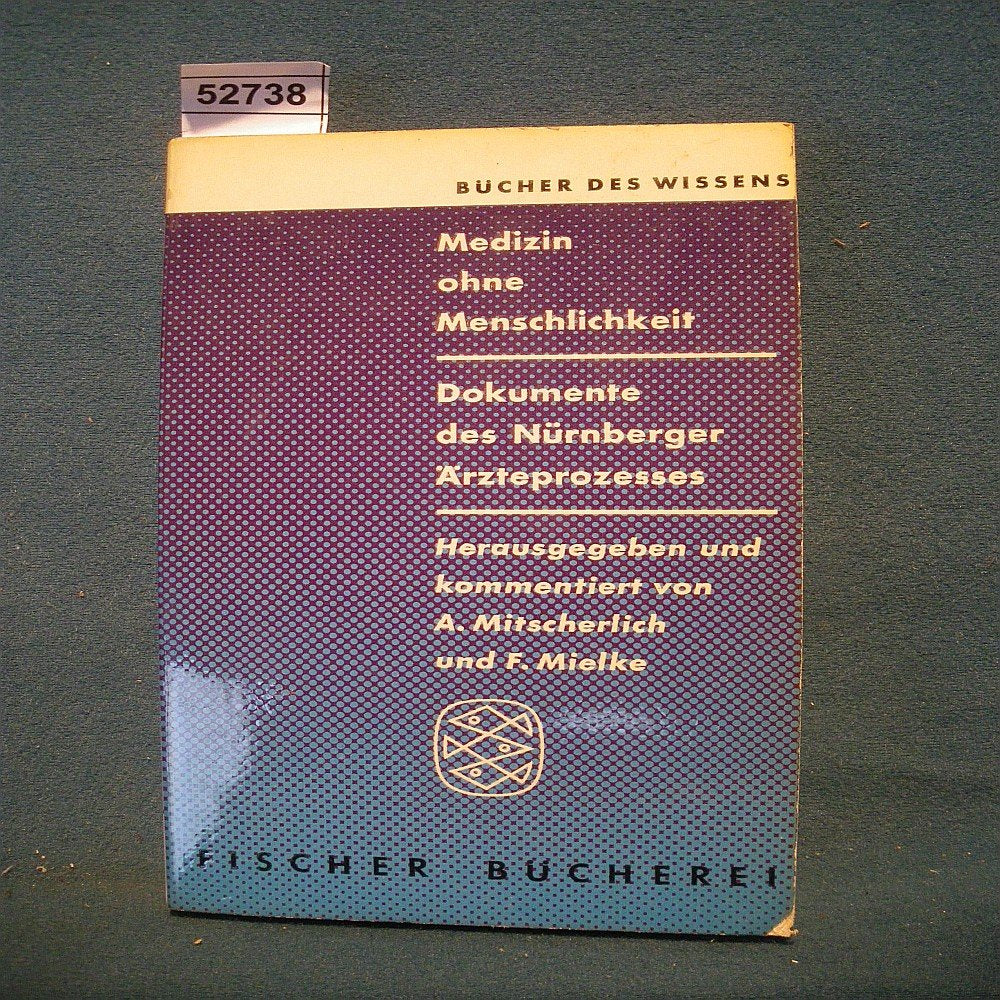 52738
BÜCHER DES WISSENS
Medizin
ohne
Menschlichkeit
Dokumente
des Nürnberger
Ärzteprozesses
Herausgegeben und
kommentiert von
A. Mitscherlich
und F. Mielke
FISCHER BÜCHEREI